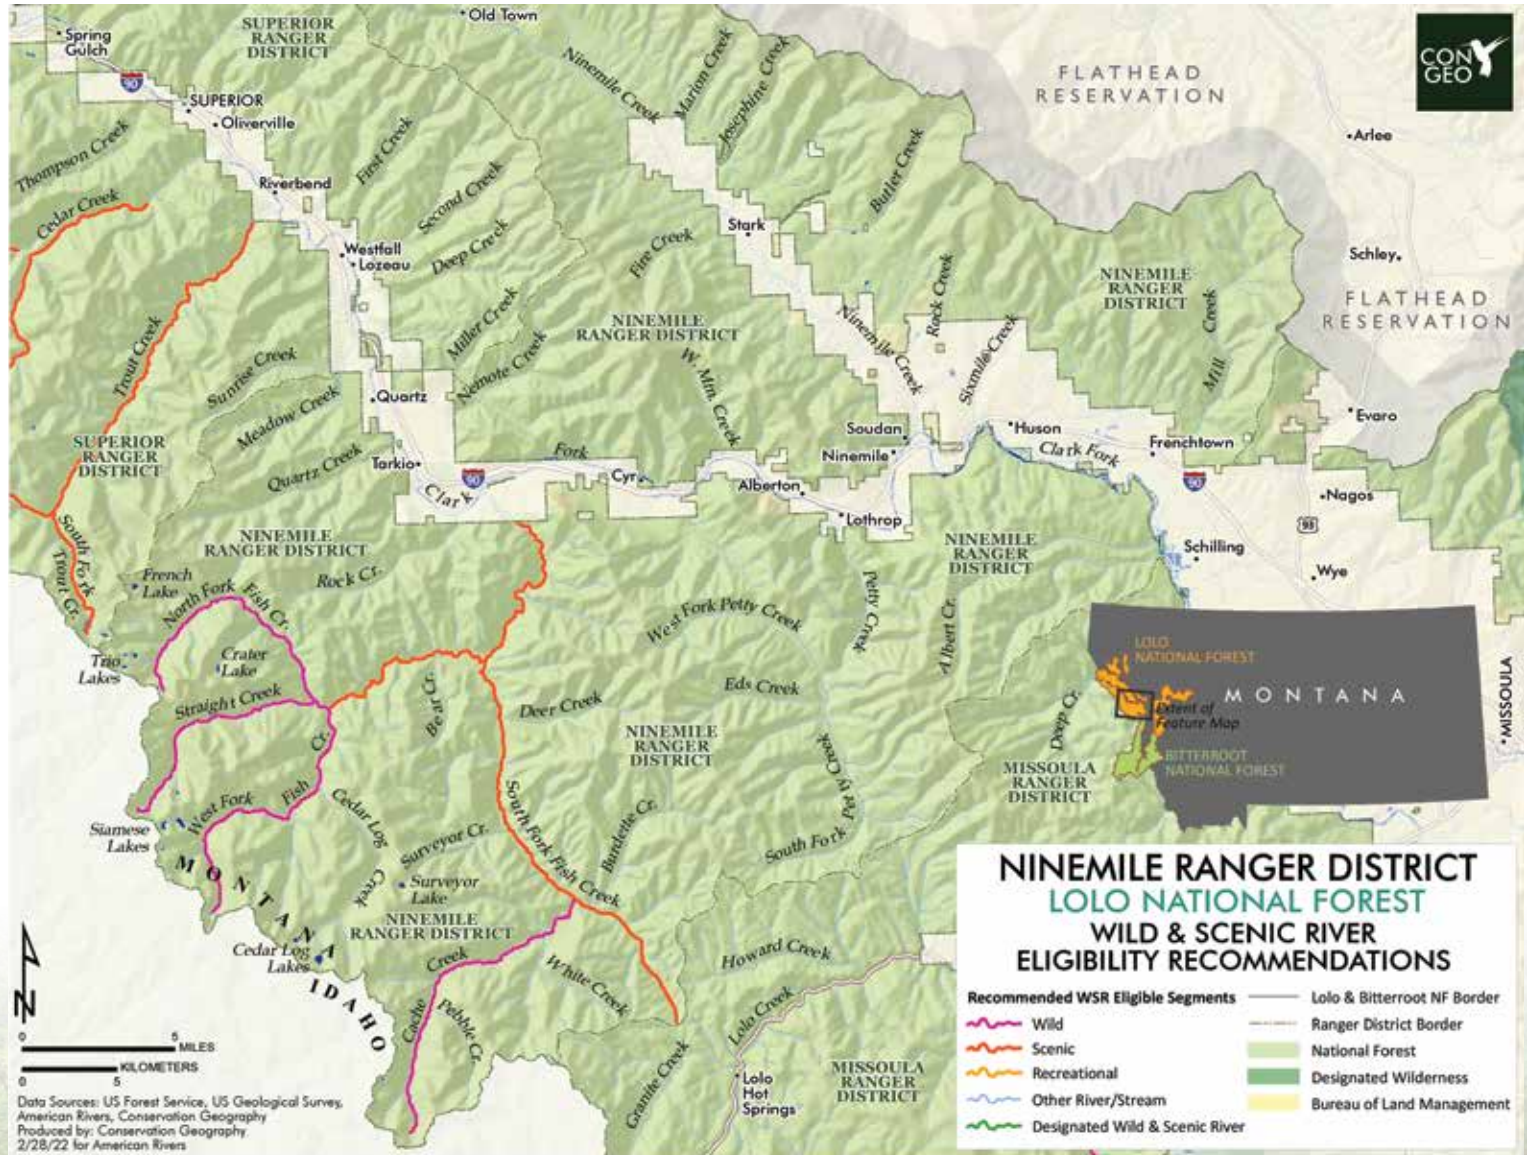 Spring
Gulch
90
SUPERIOR
Oliverville
SUPERIOR
RANGER
DISTRICT
Old Town
Ninemile Creek
Marion Creek
Josephine Creek
FLATHEAD
RESERVATION
CON
GEO
Arlee
Thompson Creek
Cedar Creek
Riverbend
First Creek
Second Creek
Deep Creek
Westfall
Lozeau
Fire Creek
Stark
Butler Creek
Rock Creek
Schley
NINEMILE
RANGER
DISTRICT
FLATHEAD
RESERVATION
Trout Creek
Sunrise Creek
Meadow Creek
Quartz Creek
Miller Creek
Nemote Creek
NINEMILE
RANGER DISTRICT
W. Mtn. Creek
Ninemile Creek
Sixmile Creek
Mill Creek
Quartz
Evaro
SUPERIOR
RANGER
DISTRICT
Tarkio
90
Clark
Fork
Cyr
Alberton
Lothrop
Soudan
Ninemile
Huson
Clark Fork
Frenchtown
90
Nagos
93
Schilling
Wye
South Fork
Trout Cr.
NINEMILE
RANGER DISTRICT
Rock Cr.
French
Lake
North Fork Fish Cr.
Crater
Lake
Trio
Lakes
Straight Creek
NINEMILE
RANGER
DISTRICT
West Fork Petty Creek
Petty Creek
Albert Cr.
Bear Cr.
Deer Creek
Eds Creek
NINEMILE
RANGER
DISTRICT
Deep Cr.
MISSOULA
RANGER
DISTRICT
LOLO
NATIONAL FOREST
MONTANA
Extent of
Feature Map
BITTERROOT
NATIONAL FOREST
MISSOULA
West Fork Fish Cr.
Siamese
Lakes
Cedar Log
Creek
Surveyor Cr.
Surveyor
Lake
South Fork Fish Creek
Burdette Cr.
South Fork Petty Creek
MONTANA
IDAHO
Cedar Log
Lakes
NINEMILE
RANGER DISTRICT
Cache Creek
Pebble Cr.
White Creek
Howard Creek
Lolo Creek
Granite Creek
Lolo
Hot
Springs
MISSOULA
RANGER
DISTRICT
N
0 5
MILES
KILOMETERS
0 5
Data Sources: US Forest Service, US Geological Survey,
American Rivers, Conservation Geography
Produced by: Conservation Geography
2/28/22 for American Rivers
NINEMILE RANGER DISTRICT
LOLO NATIONAL FOREST
WILD & SCENIC RIVER
ELIGIBILITY RECOMMENDATIONS
Recommended WSR Eligible Segments
Wild
Scenic
Recreational
Other River/Stream
Designated Wild & Scenic River
Lolo & Bitterroot NF Border
Ranger District Border
National Forest
Designated Wilderness
Bureau of Land Management